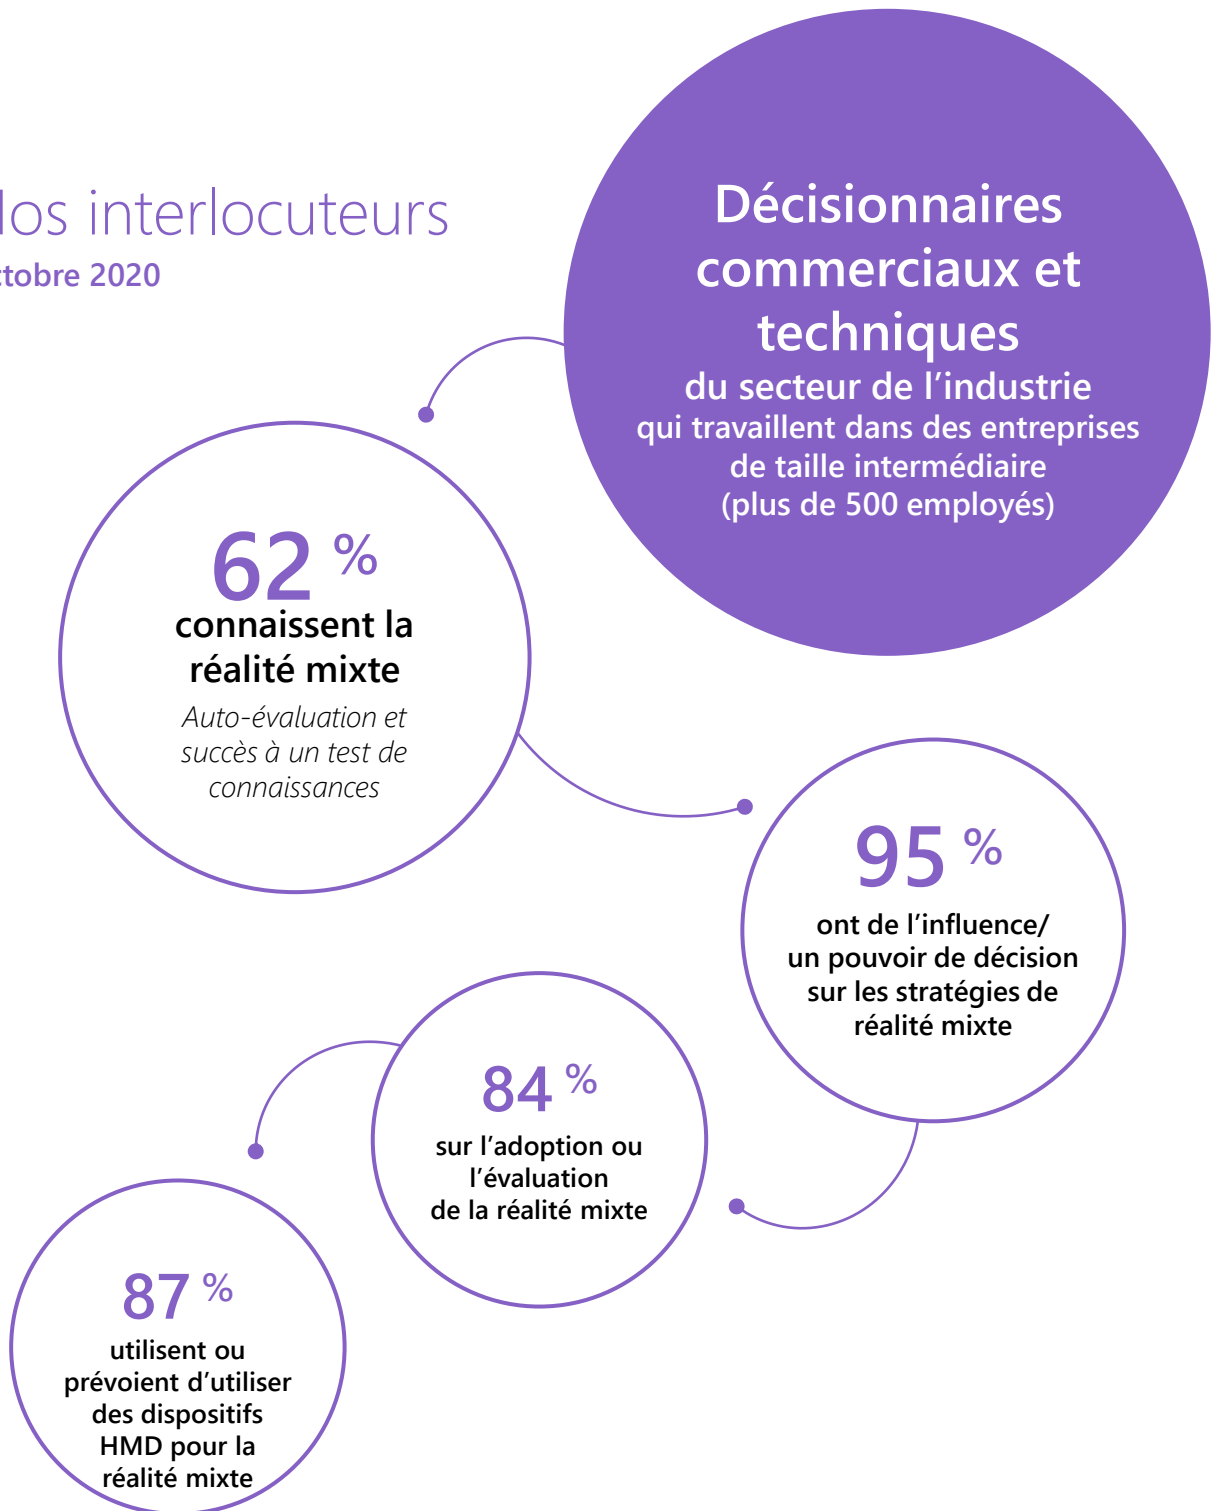 los interlocuteurs
ctobre 2020
Décisionnaires
commerciaux et
techniques
du secteur de l’industrie
qui travaillent dans des entreprises
de taille intermédiaire
(plus de 500 employés)
62 %
connaissent la
réalité mixte
Auto-évaluation et
succès à un test de
connaissances
95 %
ont de l’influence/
un pouvoir de décision
sur les stratégies de
réalité mixte
84 %
sur l’adoption ou
l’évaluation
de la réalité mixte
87 %
utilisent ou
prévoient d’utiliser
des dispositifs
HMD pour la
réalité mixte